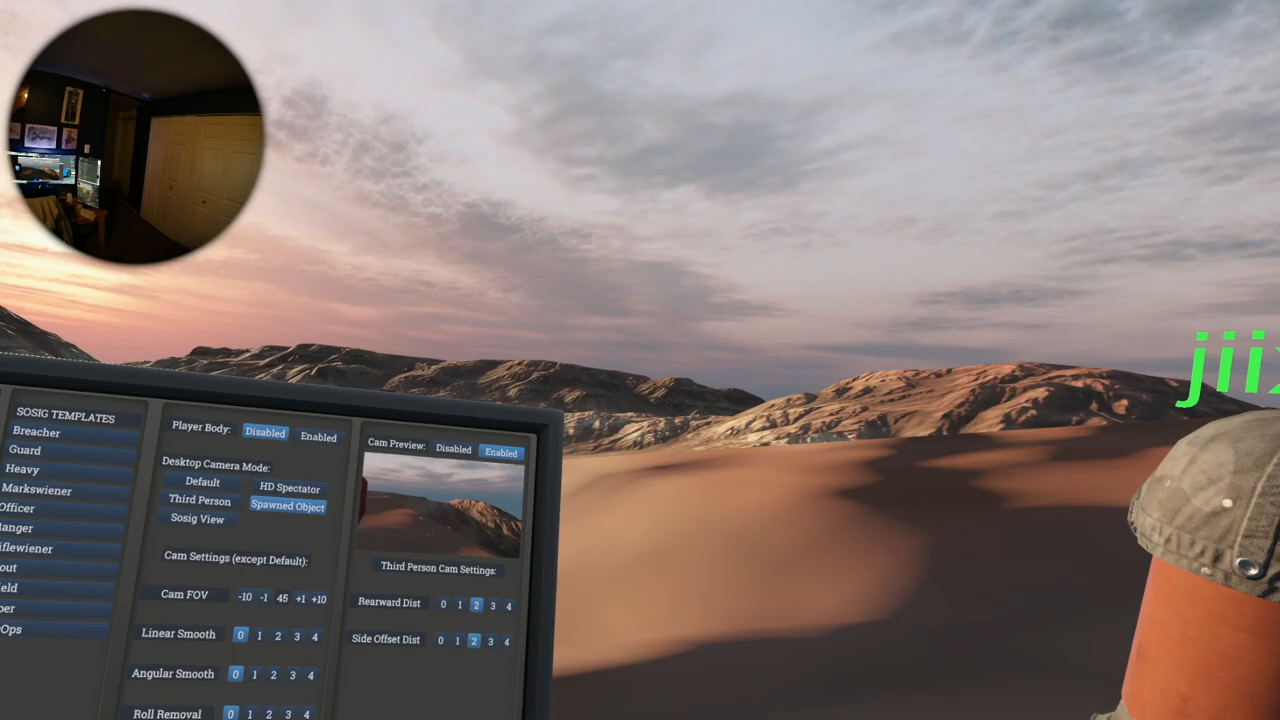 jii
SOSIG TEMPLATES
Breacher
Guard
Heavy
Markswiener
Officer
Ranger
iflewiener
out
ield
per
Ops
Player Body: Disabled Enabled
Desktop Camera Mode:
Default HD Spectator
Third Person Spawned Object
Sosig View
Cam Settings (except Default):
Cam FOV -10 -1 45 +1 +10
Linear Smooth 0 1 2 3 4
Angular Smooth 0 1 2 3 4
Roll Removal 0 1 2 3 4
Cam Preview: Disabled Enabled
Third Person Cam Settings:
Rearward Dist 0 1 2 3 4
Side Offset Dist 0 1 2 3 4